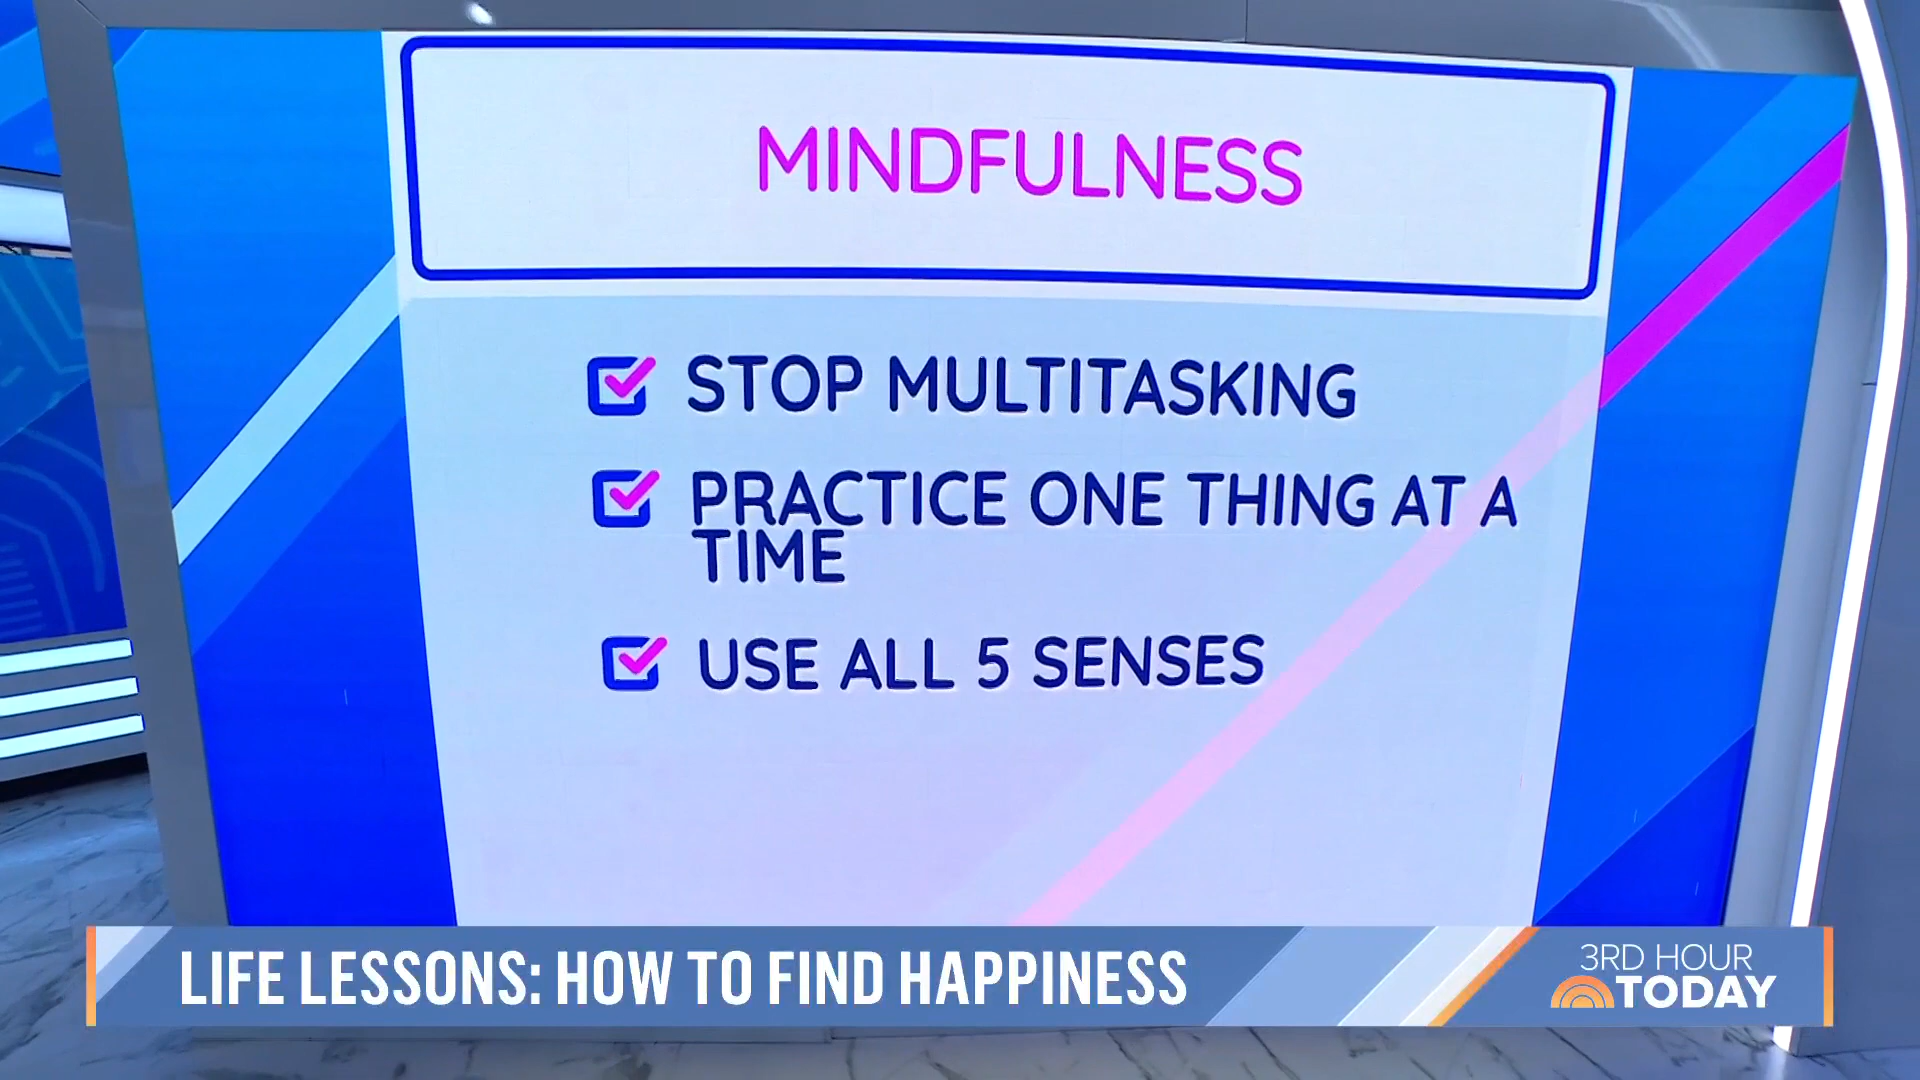 MINDFULNESS
STOP MULTITASKING
PRACTICE ONE THING AT A
TIME
USE ALL 5 SENSES
LIFE LESSONS: HOW TO FIND HAPPINESS
3RD HOUR
TODAY